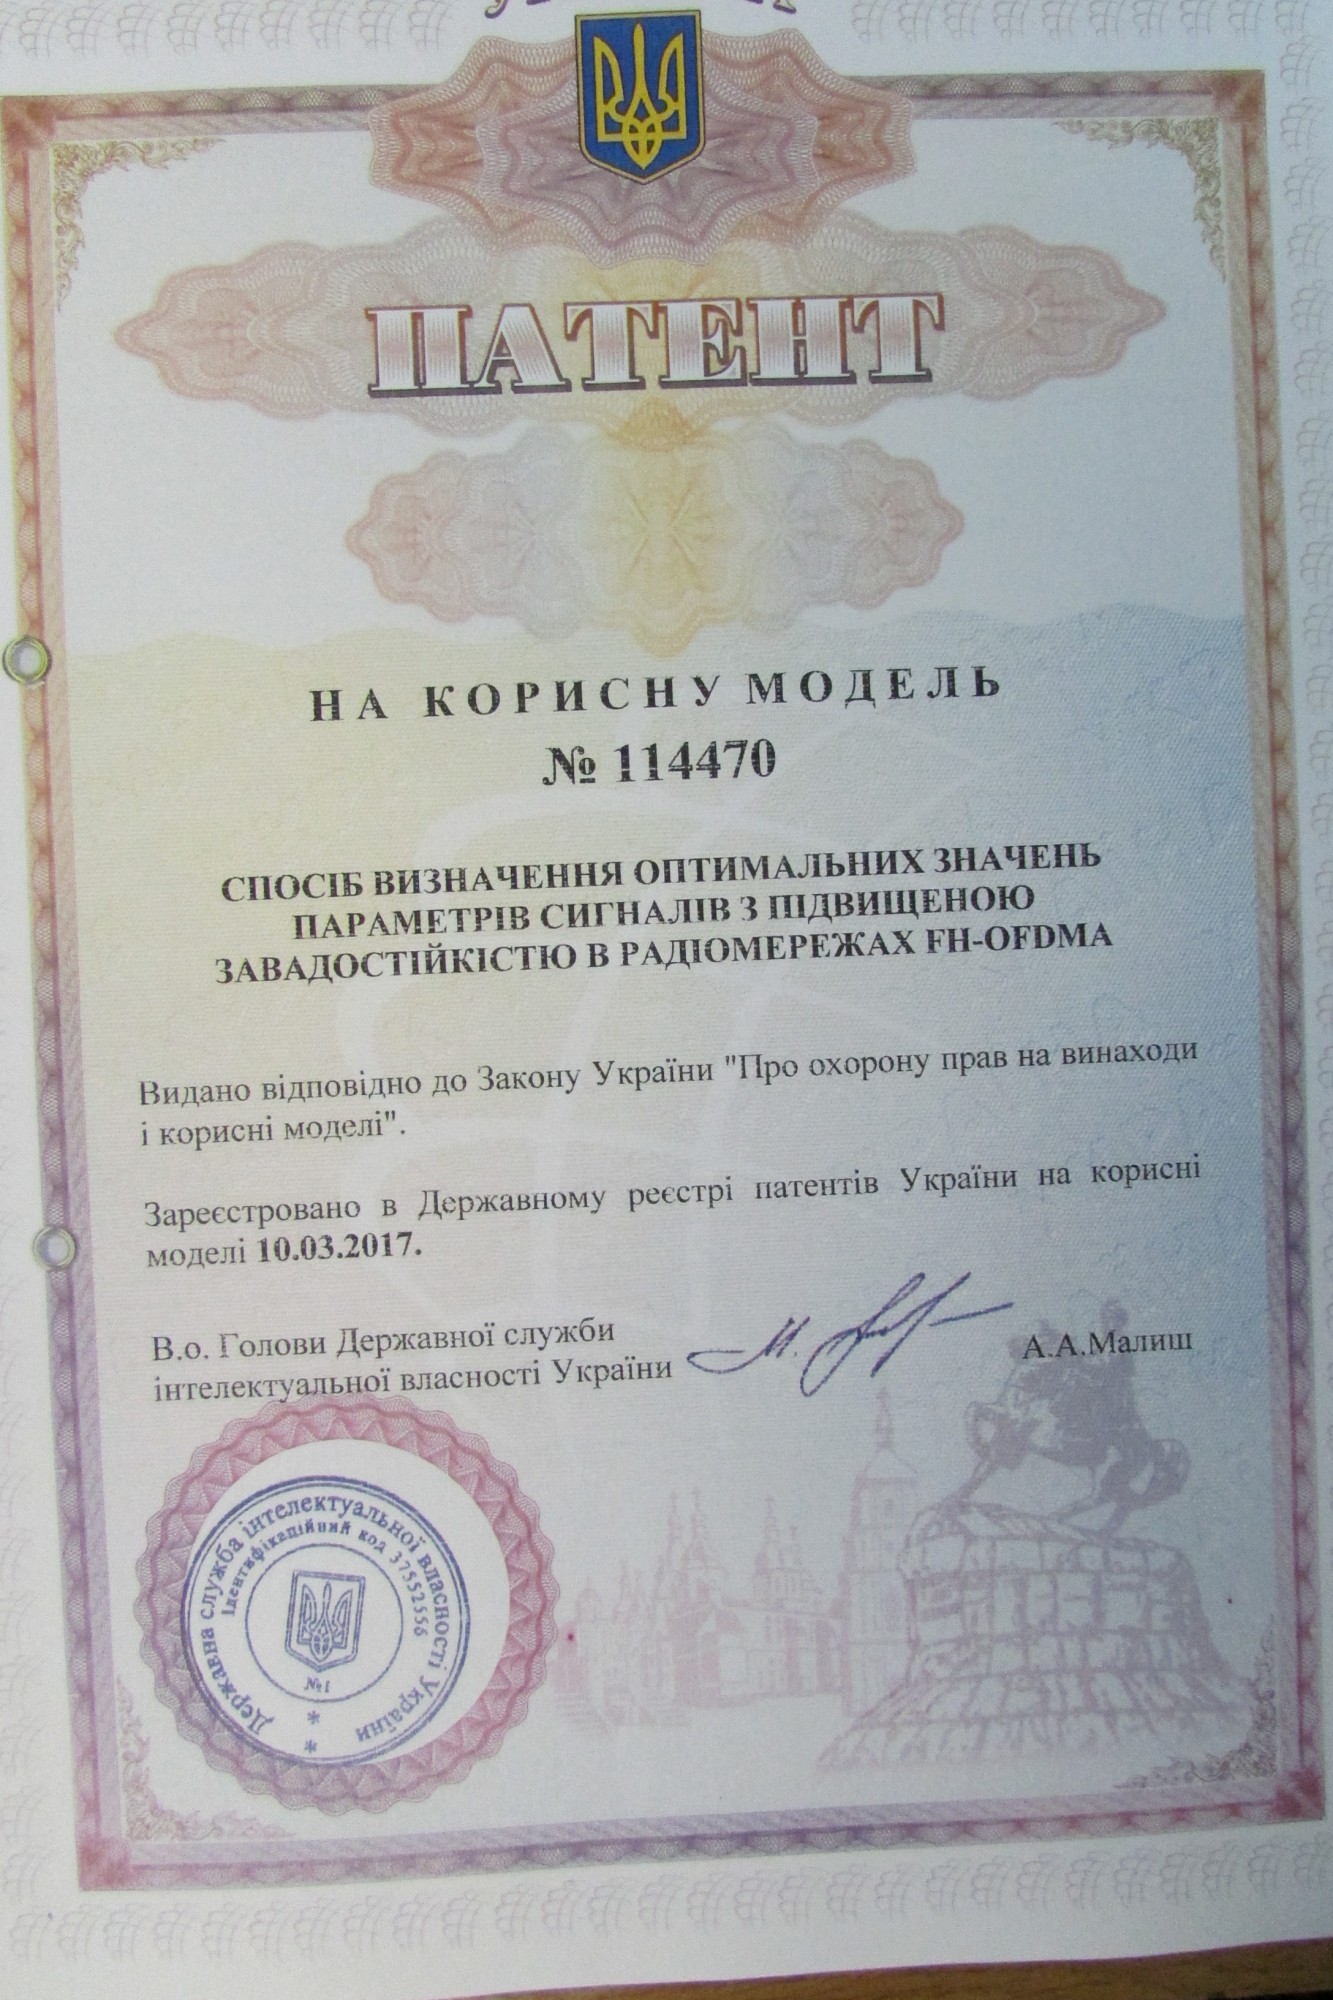 ПАТЕНТ
НА КОРИСНУ МОДЕЛЬ
№ 114470
СПОСІБ ВИЗНАЧЕННЯ ОПТИМАЛЬНИХ ЗНАЧЕНЬ
ПАРАМЕТРІВ СИГНАЛІВ З ПІДВИЩЕНОЮ
ЗАВАДОСТІЙКІСТЮ В РАДІОМЕРЕЖАХ FH-OFDMA
Видано відповідно до Закону України "Про охорону прав на винаходи
і корисні моделі".
Зареєстровано в Державному реєстрі патентів України на корисні
моделі 10.03.2017.
В.о. Голови Державної служби
інтелектуальної власності України
А.А.Малиш
Державна служба інтелектуальної власності України
Ідентифікаційний код 37552556
№1
* *